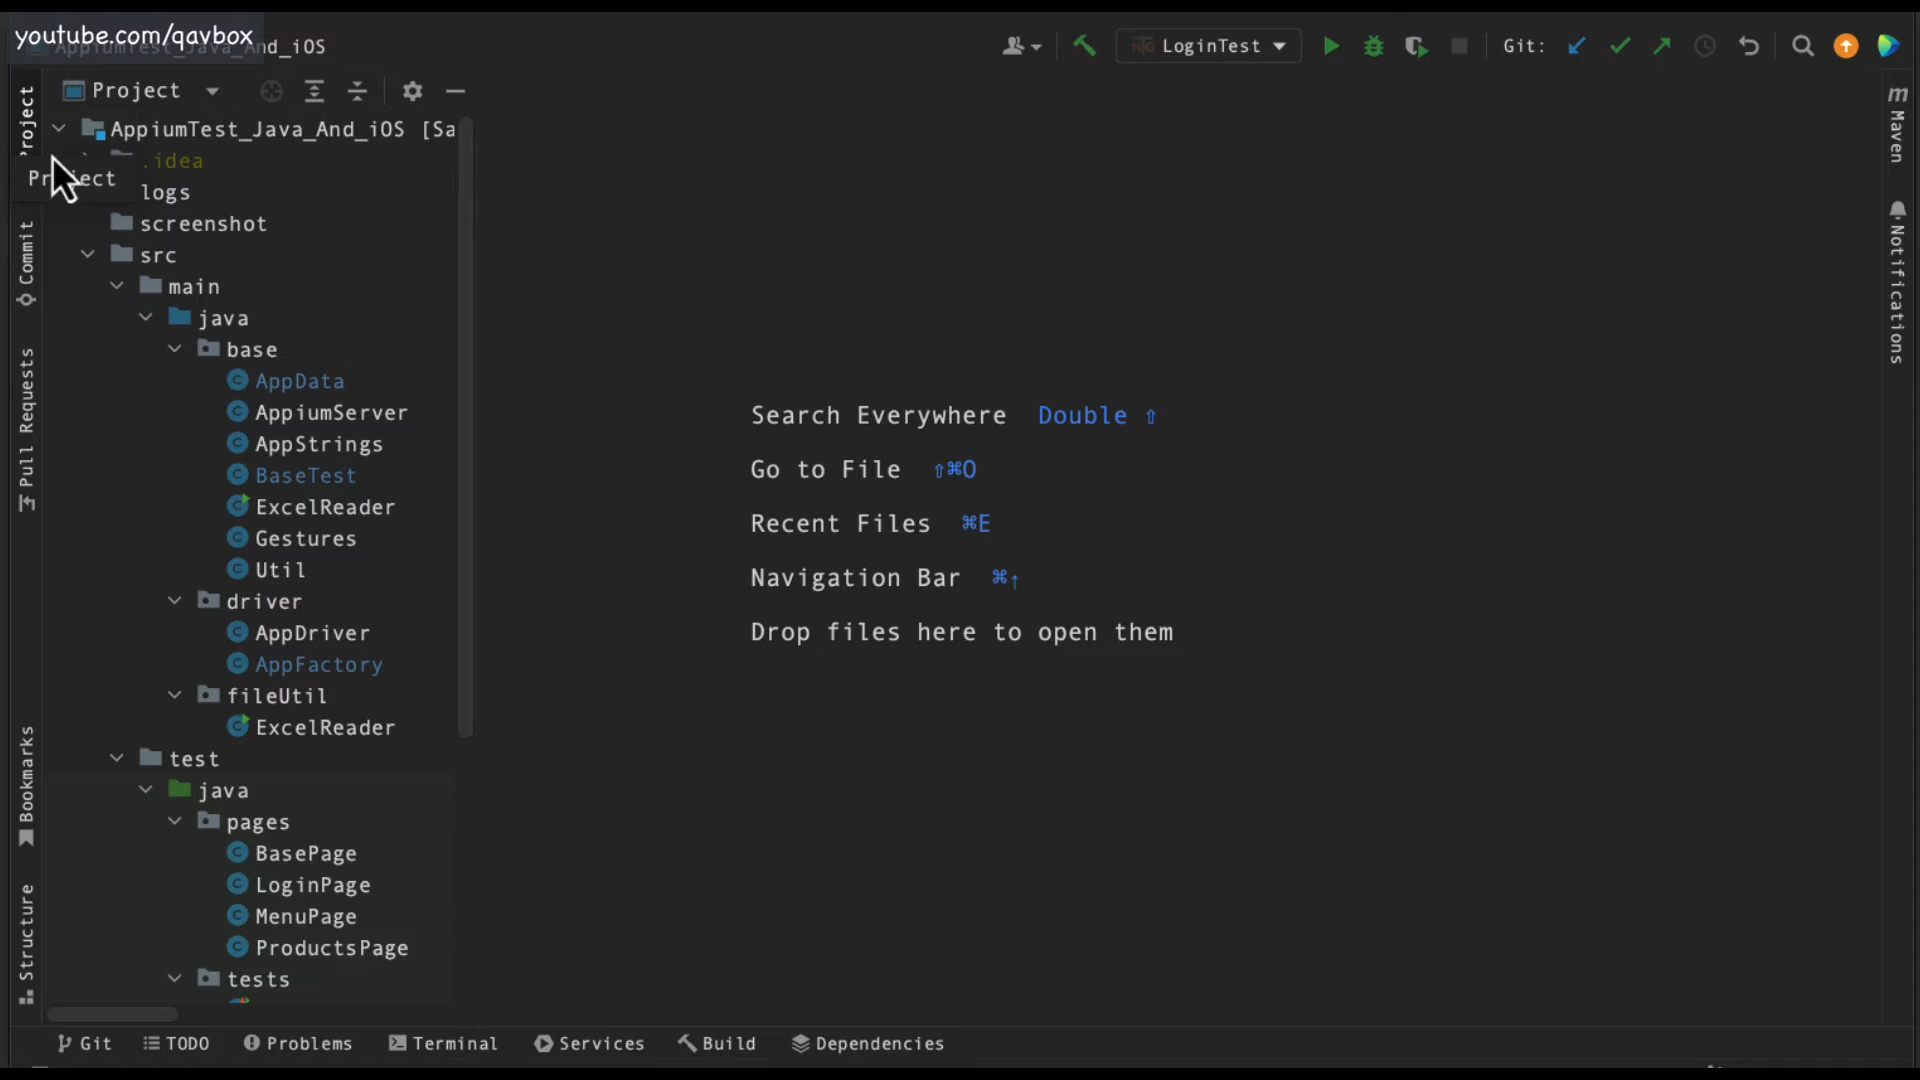 youtube.com/qavbox
AppiumTest_Java_And_iOS
LoginTest
Git:
Project
AppiumTest_Java_And_iOS [Sa
.idea
Project
logs
screenshot
src
main
java
base
AppData
AppiumServer
AppStrings
BaseTest
ExcelReader
Gestures
Util
driver
AppDriver
AppFactory
fileUtil
ExcelReader
test
java
pages
BasePage
LoginPage
MenuPage
ProductsPage
tests
Project
Commit
Pull Requests
Bookmarks
Structure
Search Everywhere Double ⇧
Go to File ⇧⌘O
Recent Files ⌘E
Navigation Bar ⌘↑
Drop files here to open them
m Maven
Notifications
Git TODO Problems Terminal Services Build Dependencies